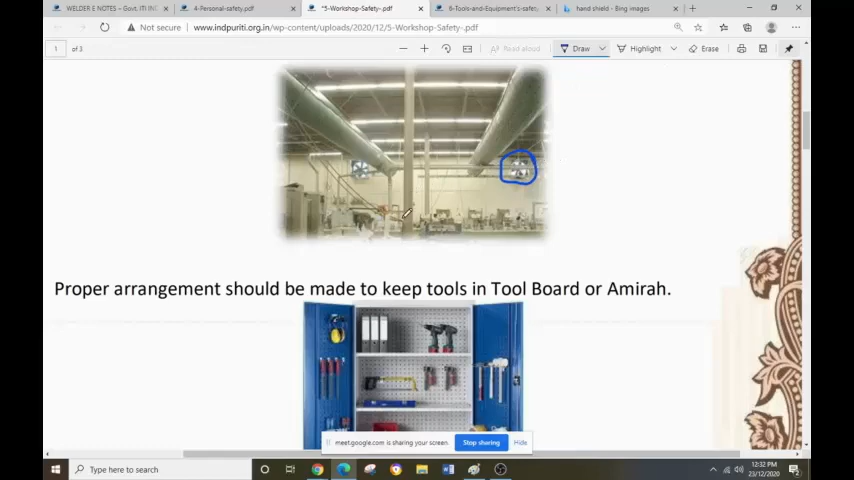 WELDER E NOTES – Govt. ITI IND
4-Personal-safety.pdf
*5-Workshop-Safety-.pdf
6-Tools-and-Equipment's-safety.
hand shield - Bing images
Not secure
www.indpuriti.org.in/wp-content/uploads/2020/12/5-Workshop-Safety-.pdf
1 of 3
Read aloud
Draw
Highlight
Erase
Proper arrangement should be made to keep tools in Tool Board or Amirah.
meet.google.com is sharing your screen.
Stop sharing
Hide
Type here to search
12:32 PM
23/12/2020